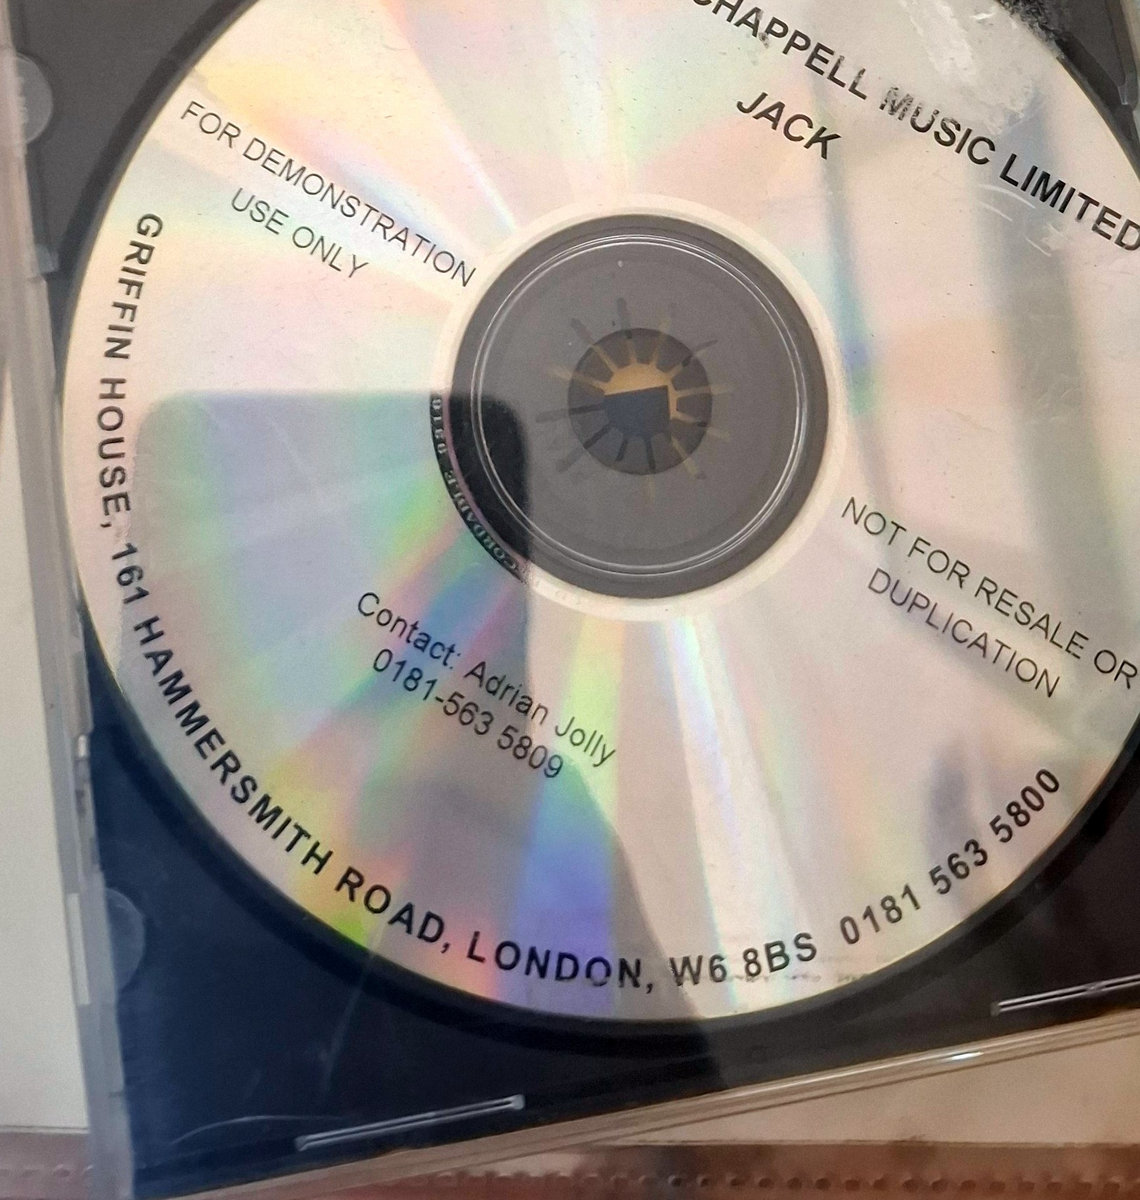 CHAPPELL MUSIC LIMITED
JACK
FOR DEMONSTRATION
USE ONLY
NOT FOR RESALE OR
DUPLICATION
Contact: Adrian Jolly
0181-563 5809
GRIFFIN HOUSE, 161 HAMMERSMITH ROAD, LONDON, W6 8BS 0181 563 5800